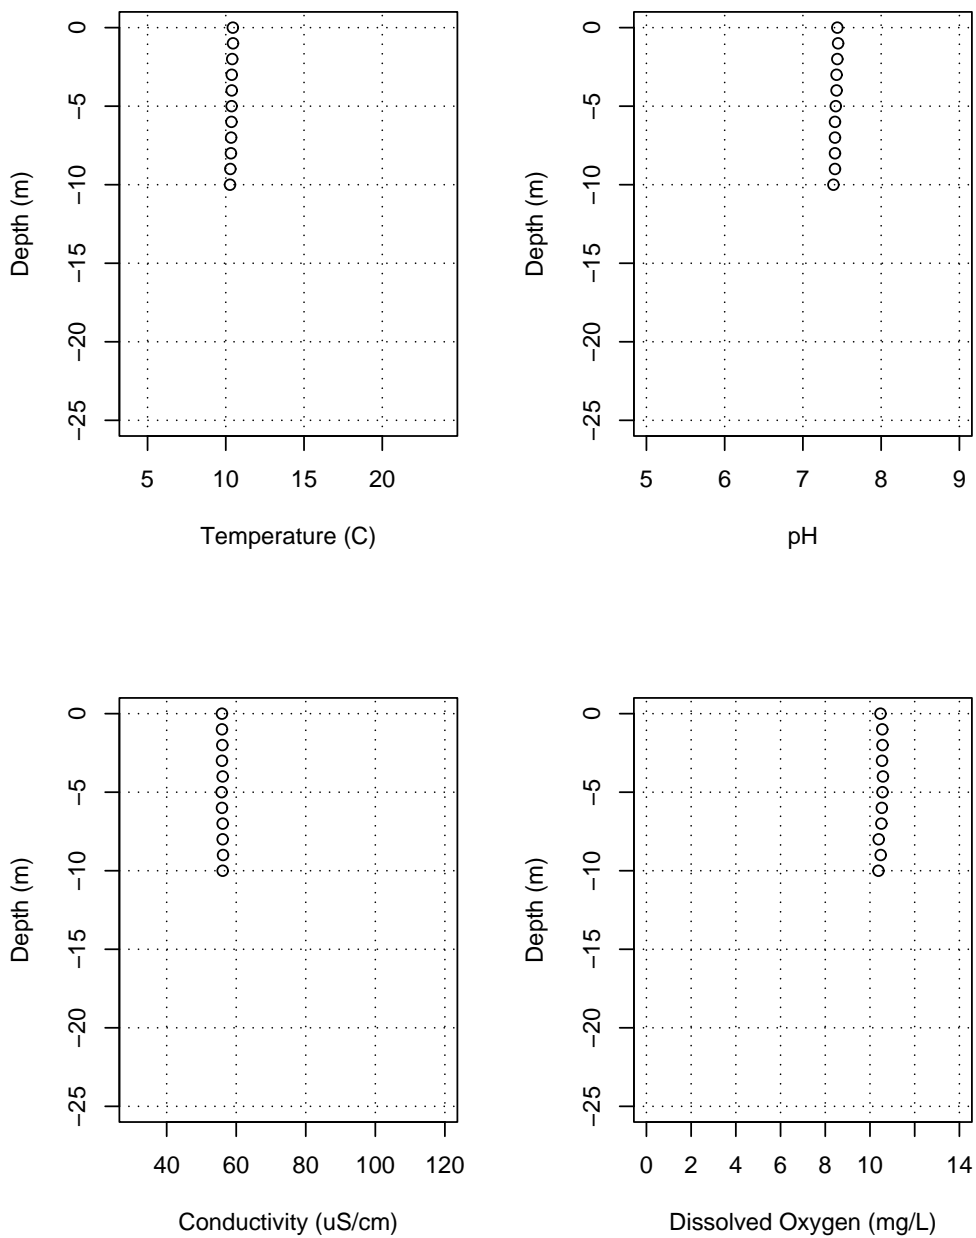 0
−5
−10
−15
−20
−25
Depth (m)
5 10 15 20
Temperature (C)
0
−5
−10
−15
−20
−25
Depth (m)
5 6 7 8 9
pH
0
−5
−10
−15
−20
−25
Depth (m)
40 60 80 100 120
Conductivity (uS/cm)
0
−5
−10
−15
−20
−25
Depth (m)
0 2 4 6 8 10 14
Dissolved Oxygen (mg/L)